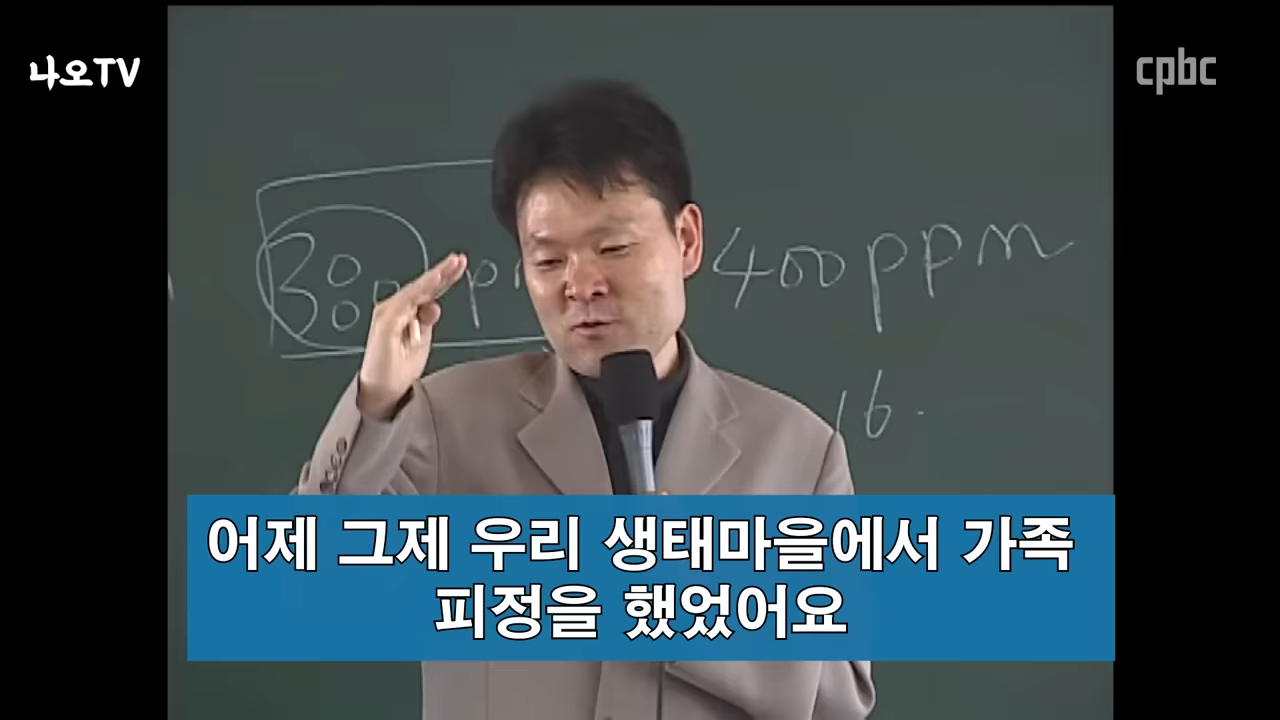 나오TV
cpbc
400ppm
16.
어제 그제 우리 생태마을에서 가족
피정을 했었어요